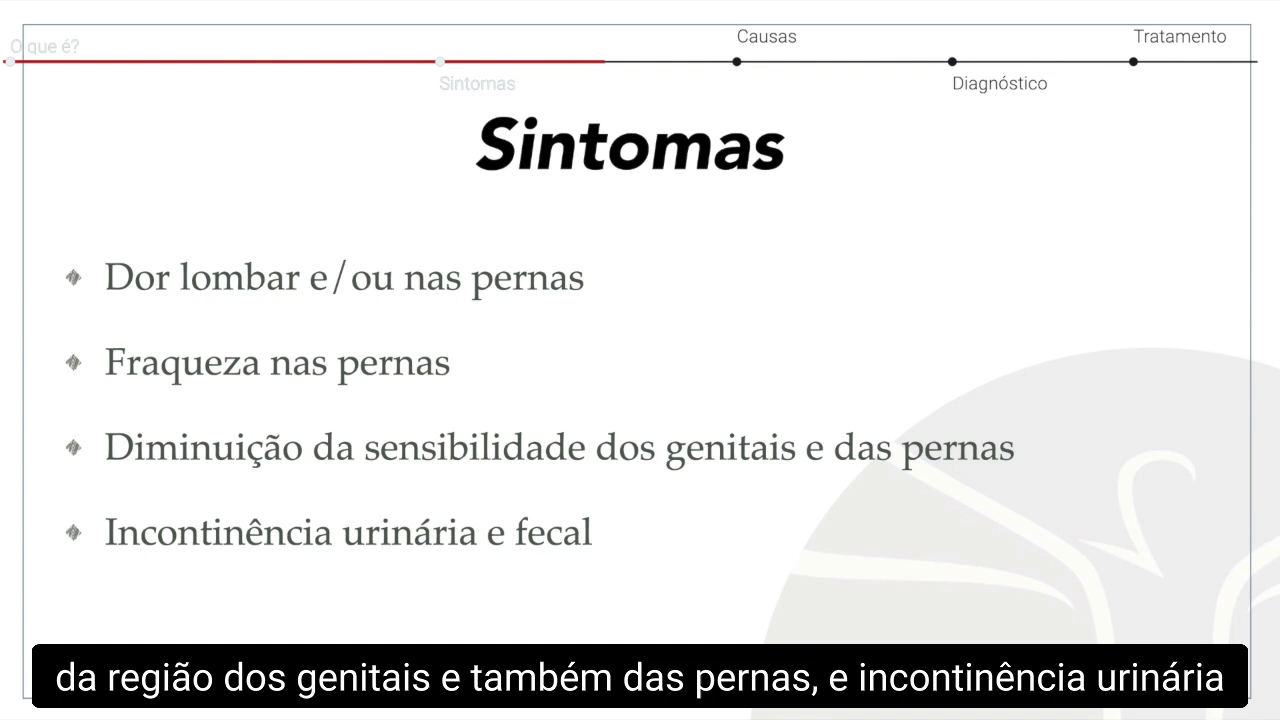 O que é?
Sintomas
Causas
Diagnóstico
Tratamento
Sintomas
Dor lombar e/ou nas pernas
Fraqueza nas pernas
Diminuição da sensibilidade dos genitais e das pernas
Incontinência urinária e fecal
da região dos genitais e também das pernas, e incontinência urinária